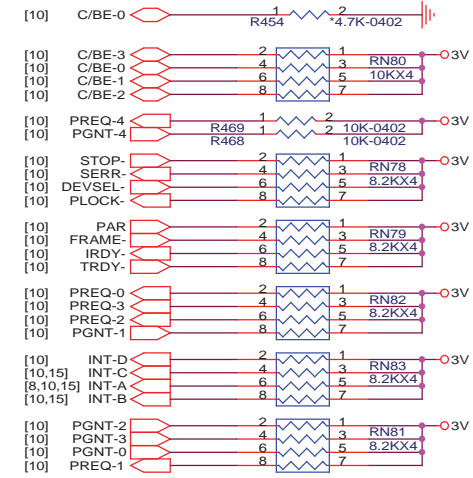 [10] C/BE-0 1 2
R454 *4.7K-0402
[10] C/BE-3 2 1 3V
[10] C/BE-0 4 3 RN80
[10] C/BE-1 6 5 10KX4
[10] C/BE-2 8 7
[10] PREQ-4 1 2 3V
[10] PGNT-4 R469 1 2 10K-0402
R468 10K-0402
[10] STOP- 2 1 3V
[10] SERR- 4 3 RN78
[10] DEVSEL- 6 5 8.2KX4
[10] PLOCK- 8 7
[10] PAR 2 1 3V
[10] FRAME- 4 3 RN79
[10] IRDY- 6 5 8.2KX4
[10] TRDY- 8 7
[10] PREQ-0 2 1 3V
[10] PREQ-3 4 3 RN82
[10] PREQ-2 6 5 8.2KX4
[10] PGNT-1 8 7
[10] INT-D 2 1 3V
[10,15] INT-C 4 3 RN83
[8,10,15] INT-A 6 5 8.2KX4
[10,15] INT-B 8 7
[10] PGNT-2 2 1 3V
[10] PGNT-3 4 3 RN81
[10] PGNT-0 6 5 8.2KX4
[10] PREQ-1 8 7